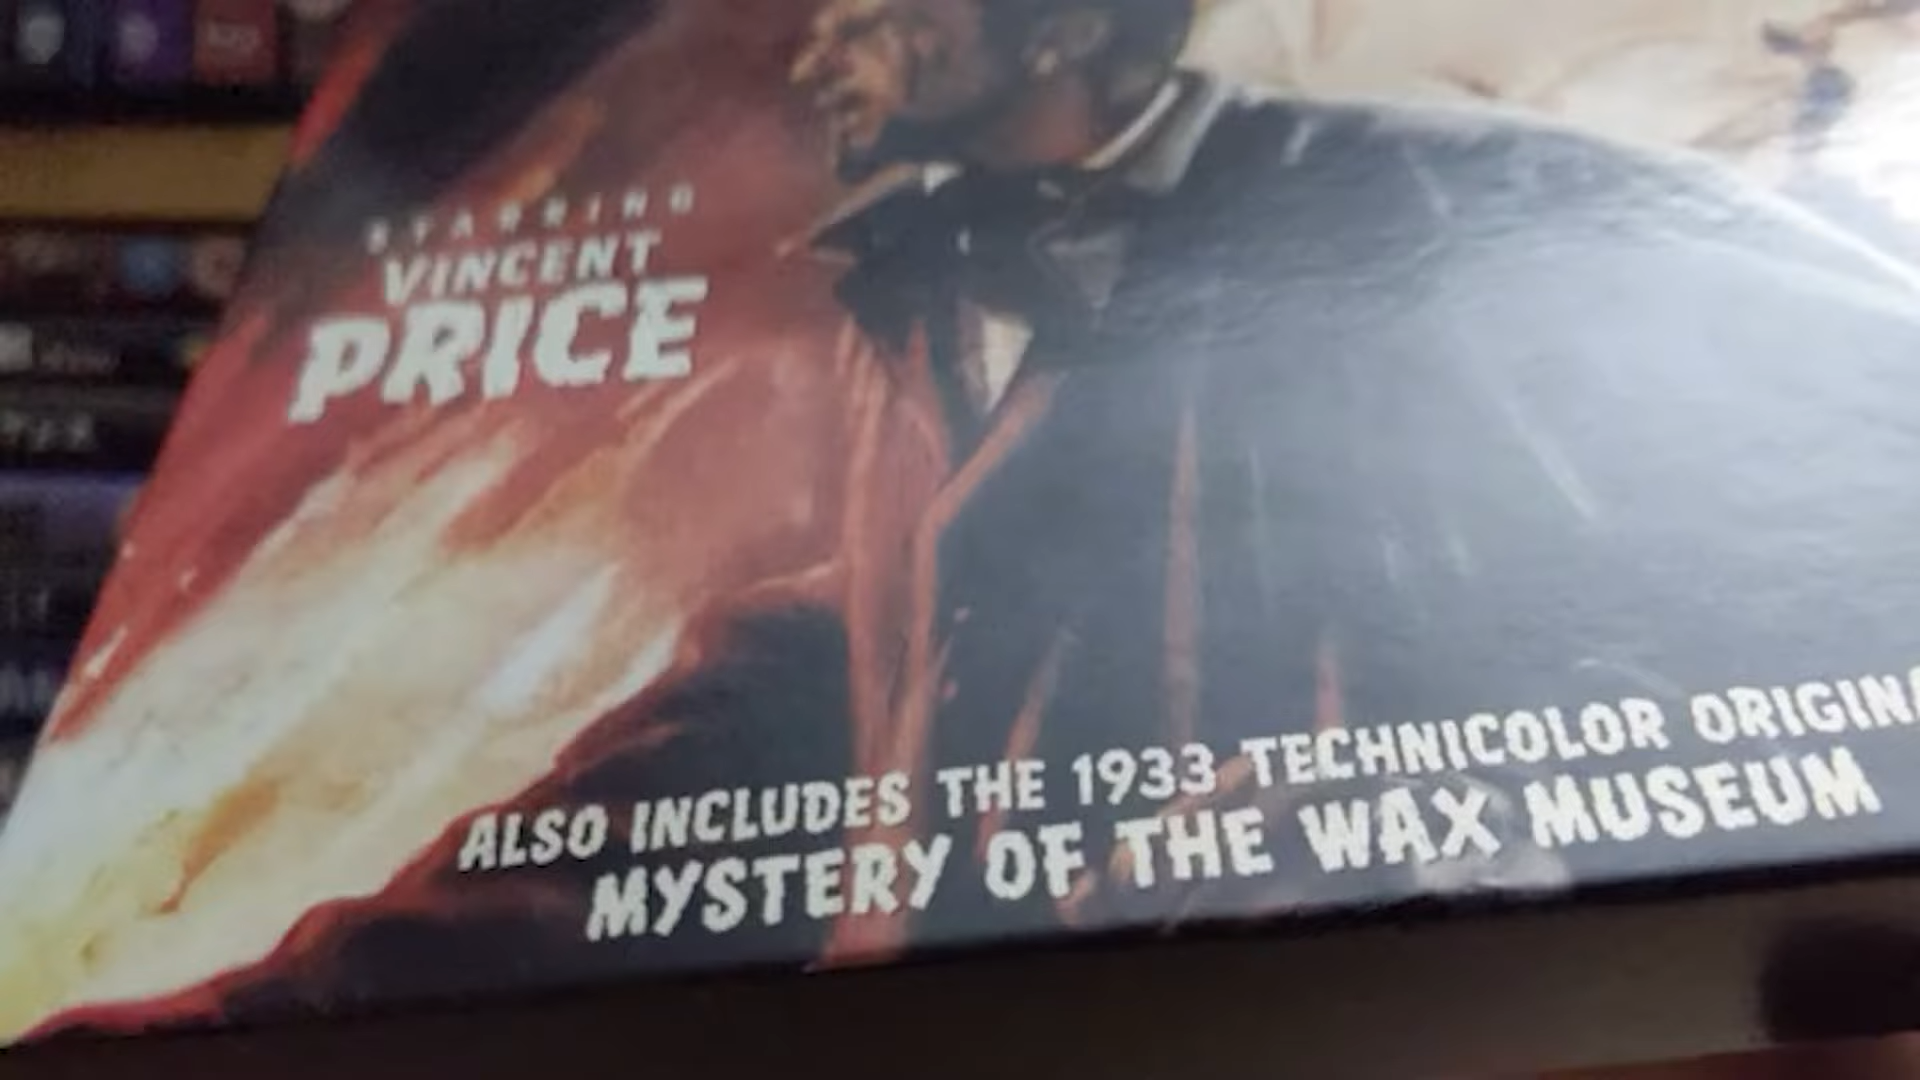 STARRING
VINCENT
PRICE
ALSO INCLUDES THE 1933 TECHNICOLOR ORIGINA
MYSTERY OF THE WAX MUSEUM